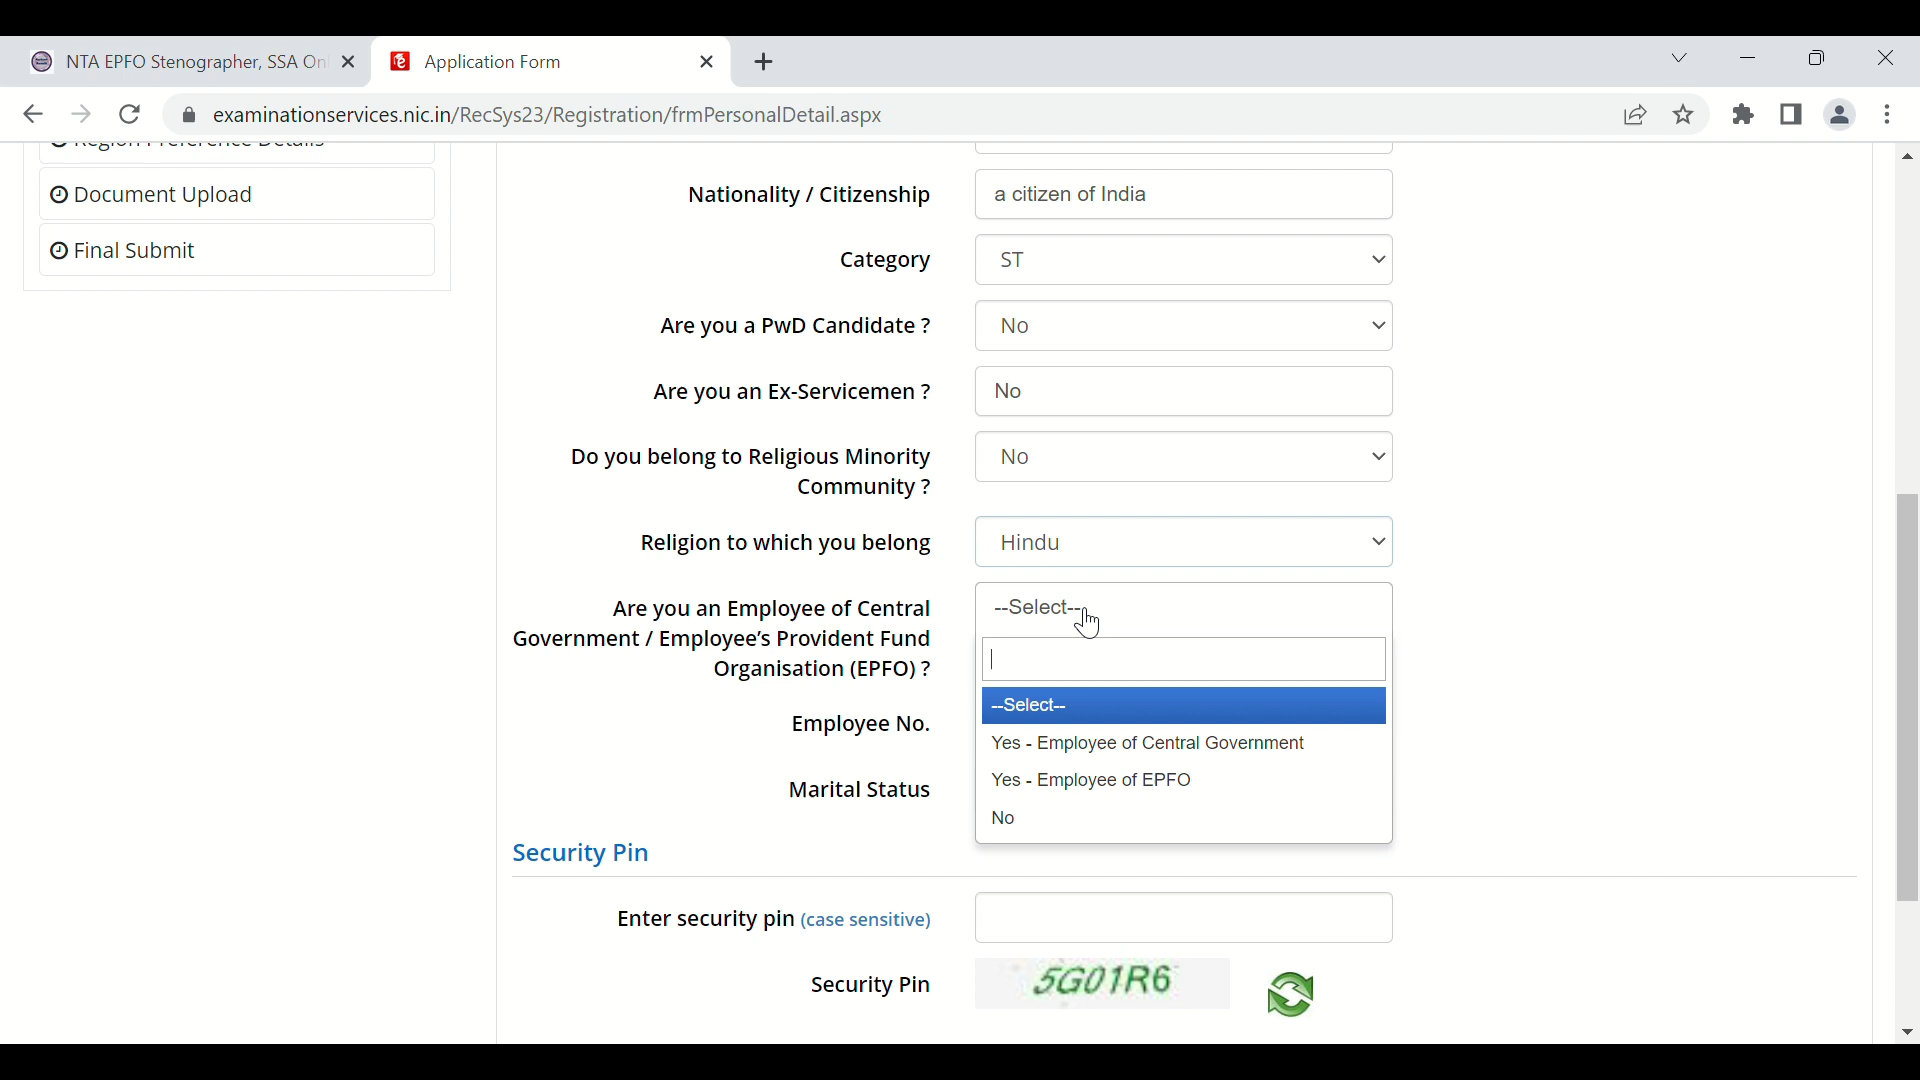 NTA EPFO Stenographer, SSA Onl
Application Form
examinationservices.nic.in/RecSys23/Registration/frmPersonalDetail.aspx
Region Preference Details
Document Upload
Final Submit
Nationality / Citizenship
a citizen of India
Category
ST
Are you a PwD Candidate ?
No
Are you an Ex-Servicemen ?
No
Do you belong to Religious Minority
Community ?
No
Religion to which you belong
Hindu
Are you an Employee of Central
Government / Employee's Provident Fund
Organisation (EPFO) ?
--Select--
--Select--
Yes - Employee of Central Government
Yes - Employee of EPFO
No
Employee No.
Marital Status
Security Pin
Enter security pin (case sensitive)
Security Pin
5G01R6